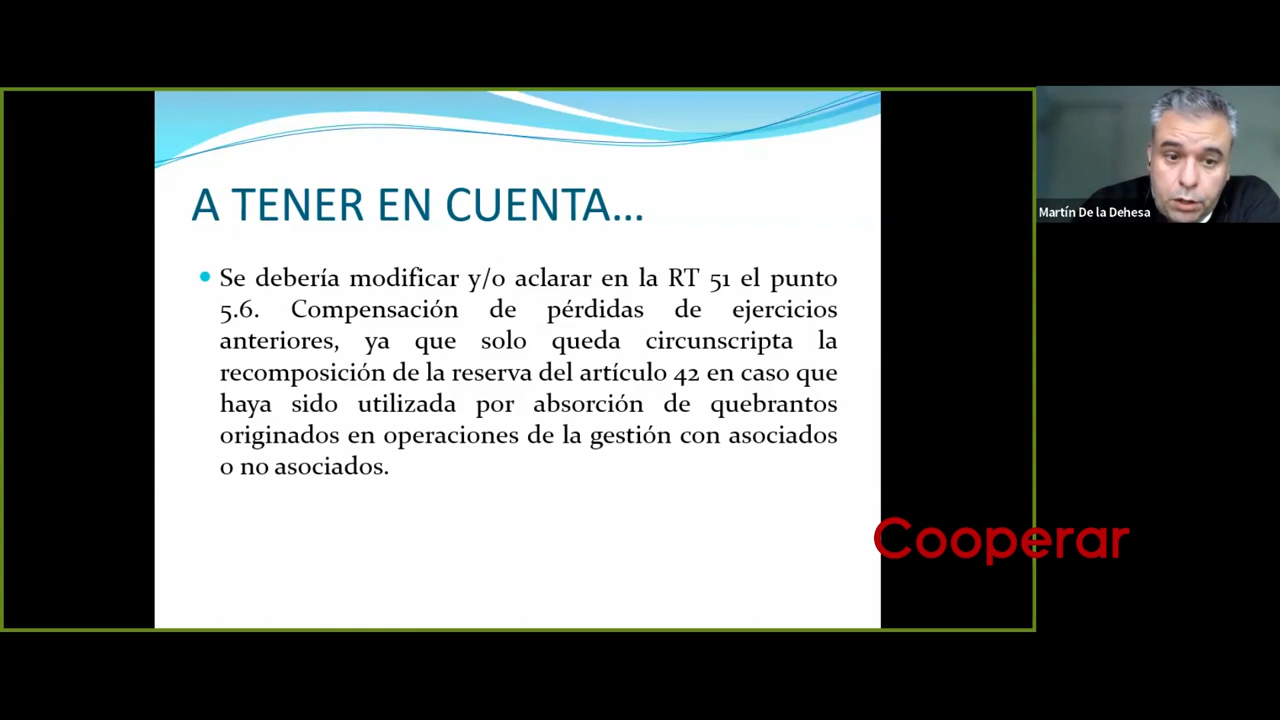 A TENER EN CUENTA...
Se debería modificar y/o aclarar en la RT 51 el punto
5.6. Compensación de pérdidas de ejercicios
anteriores, ya que solo queda circunscripta la
recomposición de la reserva del artículo 42 en caso que
haya sido utilizada por absorción de quebrantos
originados en operaciones de la gestión con asociados
o no asociados.
Martín De la Dehesa
Cooperar